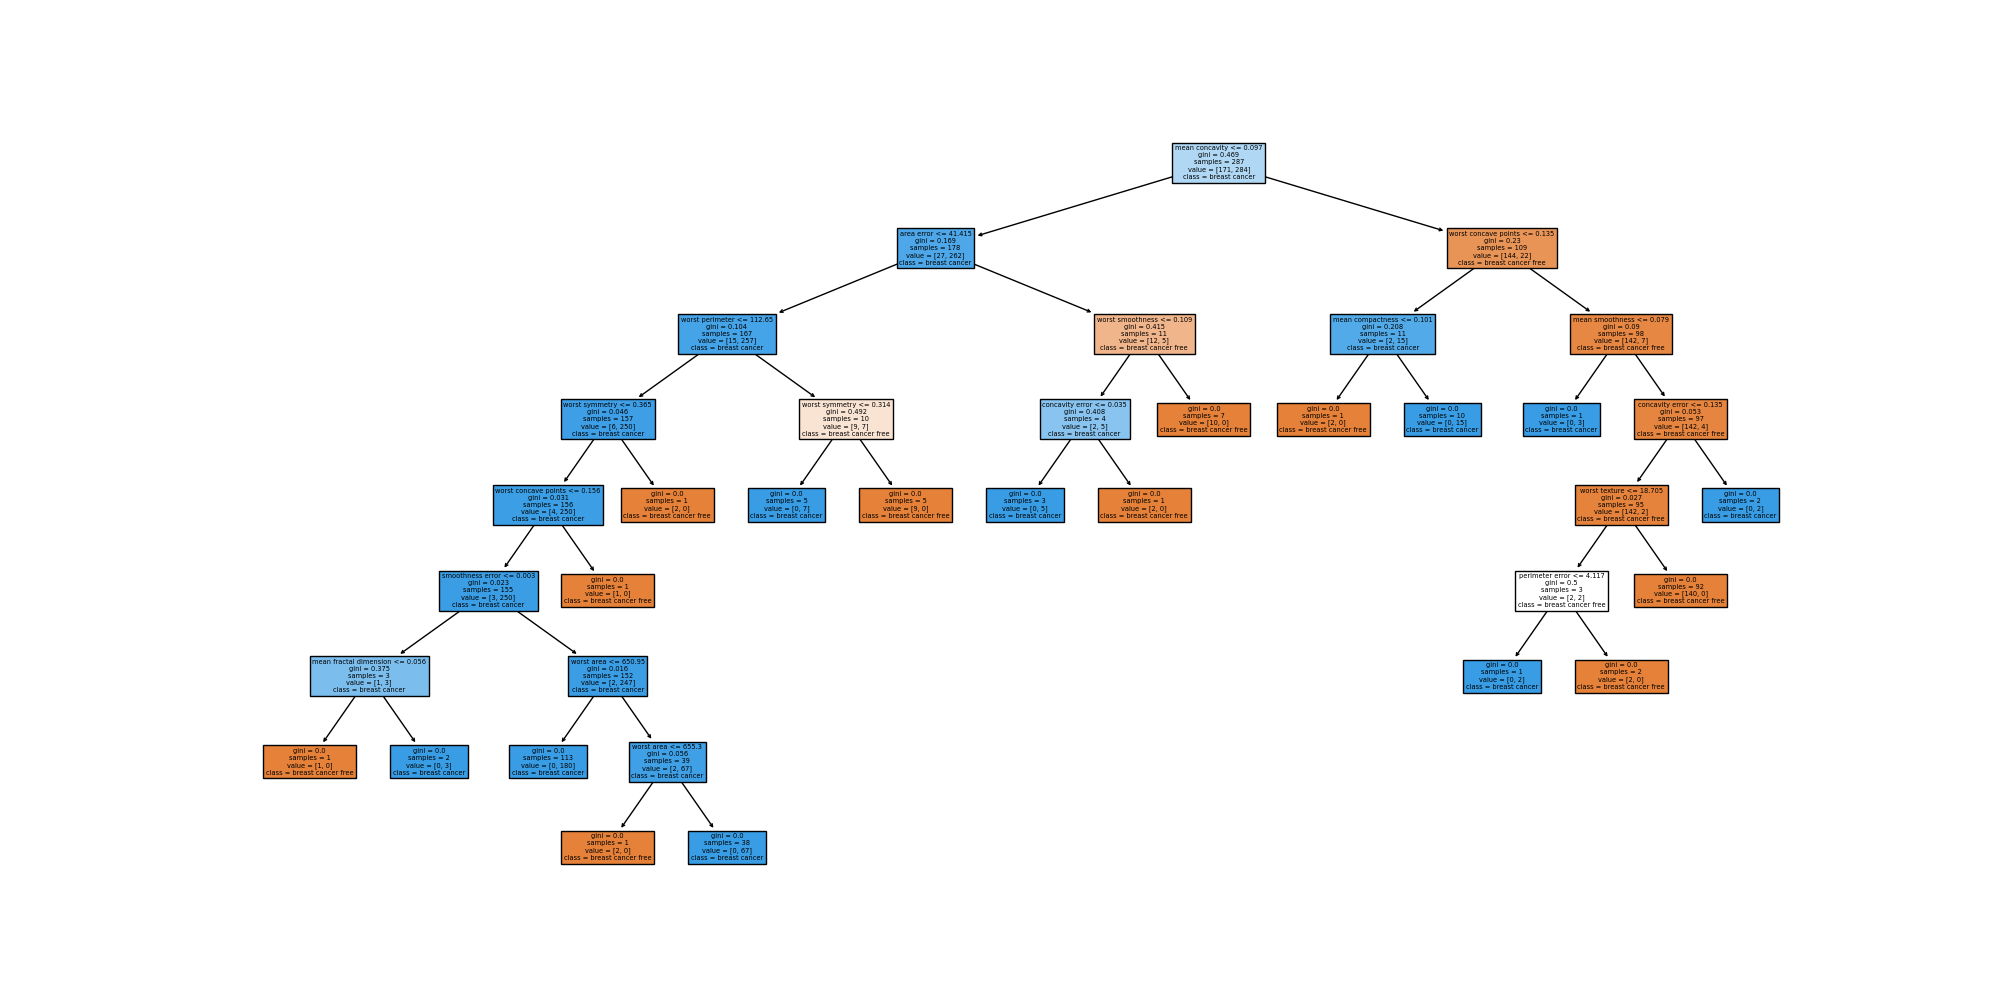 mean concavity <= 0.097
gini = 0.469
samples = 287
value = [171, 284]
class = breast cancer
area error <= 41.415
gini = 0.169
samples = 178
value = [27, 262]
class = breast cancer
worst concave points <= 0.135
gini = 0.23
samples = 109
value = [144, 22]
class = breast cancer free
worst perimeter <= 112.65
gini = 0.104
samples = 167
value = [15, 257]
class = breast cancer
worst smoothness <= 0.109
gini = 0.415
samples = 11
value = [12, 5]
class = breast cancer free
mean compactness <= 0.101
gini = 0.208
samples = 11
value = [2, 15]
class = breast cancer
mean smoothness <= 0.079
gini = 0.09
samples = 98
value = [142, 7]
class = breast cancer free
worst symmetry <= 0.365
gini = 0.046
samples = 157
value = [6, 250]
class = breast cancer
worst symmetry <= 0.314
gini = 0.492
samples = 10
value = [9, 7]
class = breast cancer free
concavity error <= 0.035
gini = 0.408
samples = 4
value = [2, 5]
class = breast cancer
gini = 0.0
samples = 7
value = [10, 0]
class = breast cancer free
gini = 0.0
samples = 1
value = [2, 0]
class = breast cancer free
gini = 0.0
samples = 10
value = [0, 15]
class = breast cancer
gini = 0.0
samples = 1
value = [0, 3]
class = breast cancer
concavity error <= 0.135
gini = 0.053
samples = 97
value = [142, 4]
class = breast cancer free
worst concave points <= 0.156
gini = 0.031
samples = 156
value = [4, 250]
class = breast cancer
gini = 0.0
samples = 1
value = [2, 0]
class = breast cancer free
gini = 0.0
samples = 5
value = [0, 7]
class = breast cancer
gini = 0.0
samples = 5
value = [9, 0]
class = breast cancer free
gini = 0.0
samples = 3
value = [0, 5]
class = breast cancer
gini = 0.0
samples = 1
value = [2, 0]
class = breast cancer free
worst texture <= 18.705
gini = 0.027
samples = 95
value = [142, 2]
class = breast cancer free
gini = 0.0
samples = 2
value = [0, 2]
class = breast cancer
smoothness error <= 0.003
gini = 0.023
samples = 155
value = [3, 250]
class = breast cancer
gini = 0.0
samples = 1
value = [1, 0]
class = breast cancer free
perimeter error <= 4.117
gini = 0.5
samples = 3
value = [2, 2]
class = breast cancer free
gini = 0.0
samples = 92
value = [140, 0]
class = breast cancer free
mean fractal dimension <= 0.056
gini = 0.375
samples = 3
value = [1, 3]
class = breast cancer
worst area <= 650.95
gini = 0.016
samples = 152
value = [2, 247]
class = breast cancer
gini = 0.0
samples = 1
value = [0, 2]
class = breast cancer
gini = 0.0
samples = 2
value = [2, 0]
class = breast cancer free
gini = 0.0
samples = 1
value = [1, 0]
class = breast cancer free
gini = 0.0
samples = 2
value = [0, 3]
class = breast cancer
gini = 0.0
samples = 113
value = [0, 180]
class = breast cancer
worst area <= 655.3
gini = 0.056
samples = 39
value = [2, 67]
class = breast cancer
gini = 0.0
samples = 1
value = [2, 0]
class = breast cancer free
gini = 0.0
samples = 38
value = [0, 67]
class = breast cancer